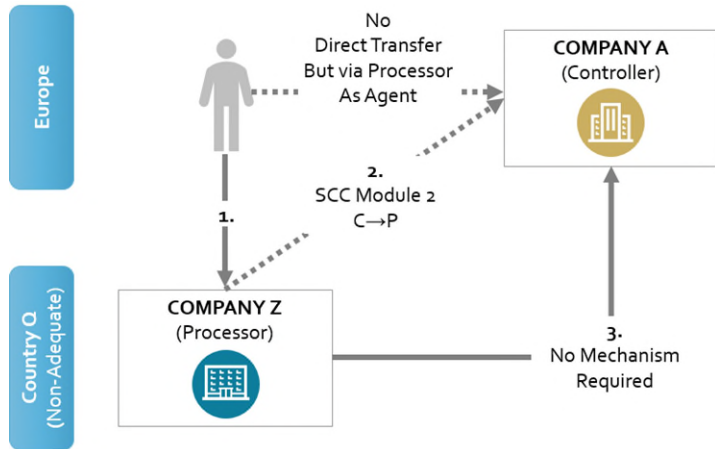 Europe
No
Direct Transfer
But via Processor
As Agent
COMPANY A
(Controller)
1.
2.
SCC Module 2
C→P
Country Q
(Non-Adequate)
COMPANY Z
(Processor)
3.
No Mechanism
Required